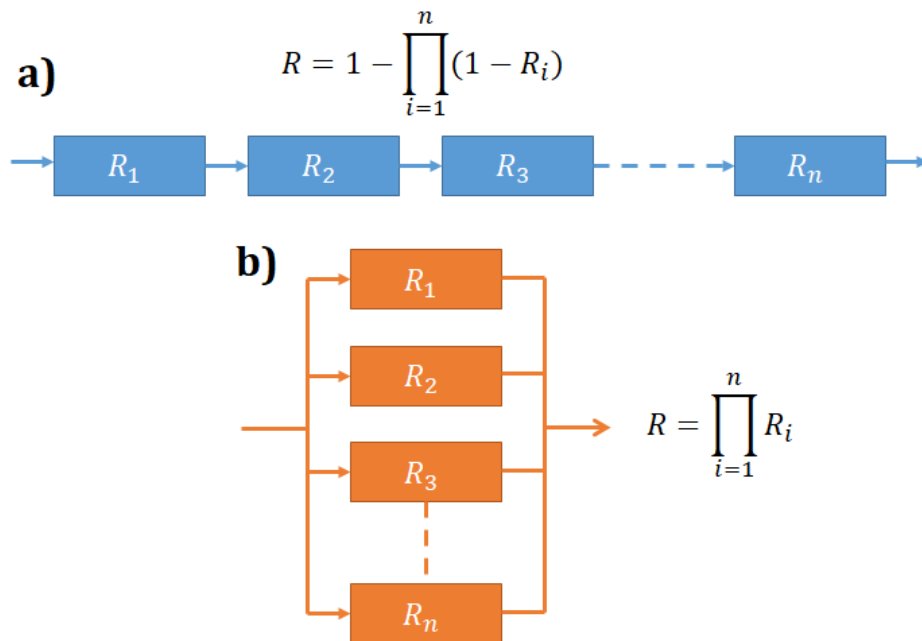 a)
R = 1 − ∏_{i=1}^{n} (1 − R_i)
R_1 R_2 R_3 R_n
b)
R_1
R_2
R_3
R_n
R = ∏_{i=1}^{n} R_i